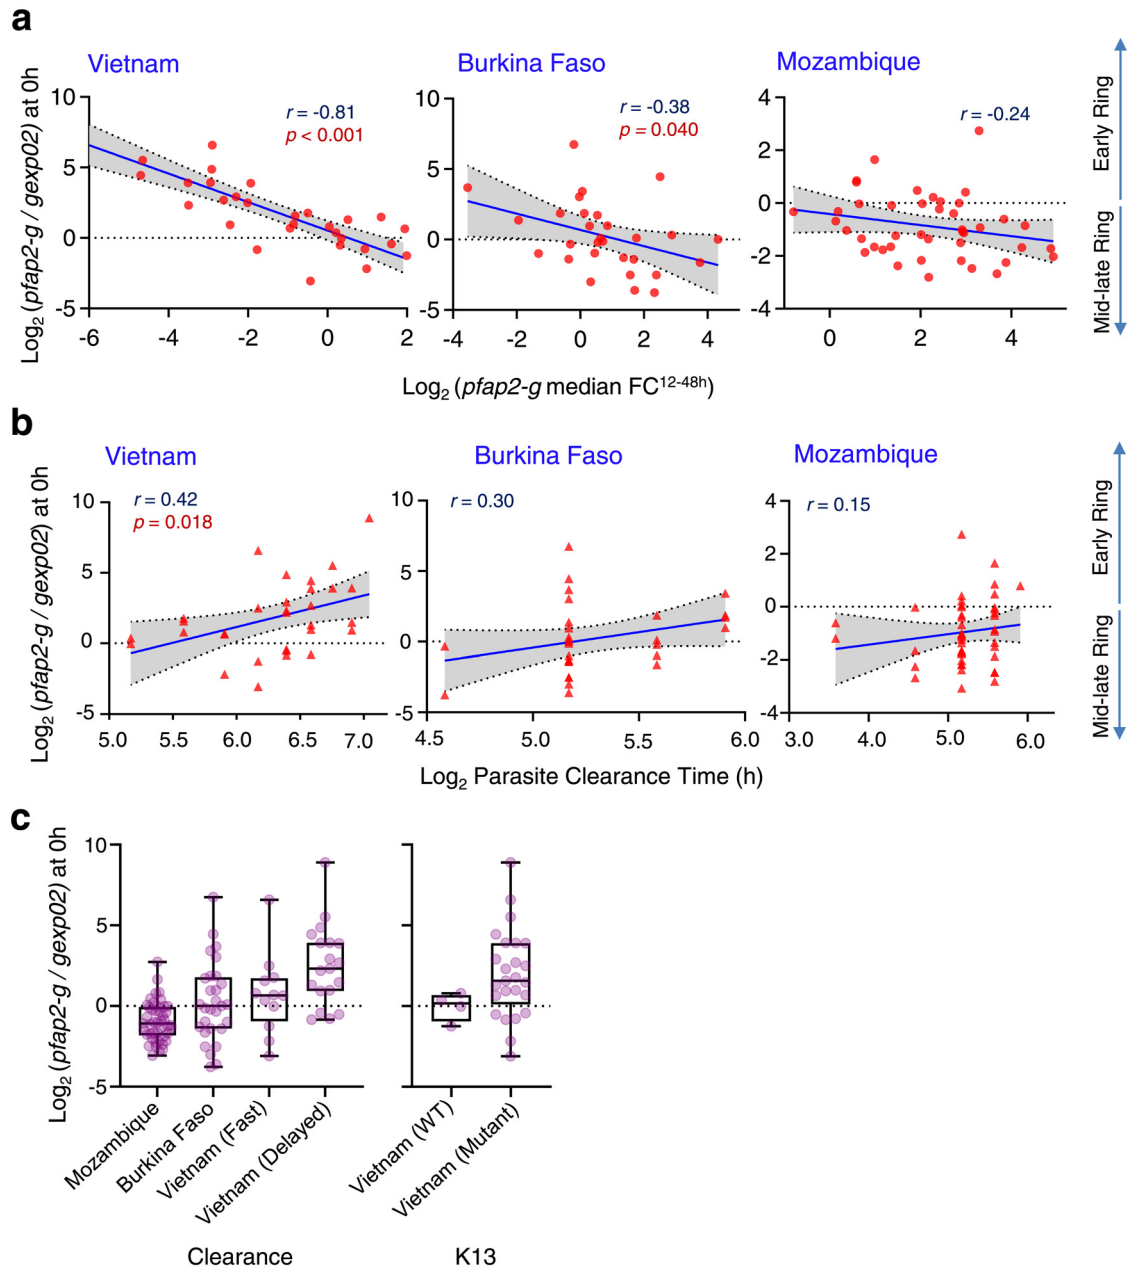 a
Vietnam
Burkina Faso
Mozambique
Log2 (pfap2-g / gexp02) at 0h
10
5
0
-5
-6
-4
-2
0
2
r = -0.81
p < 0.001
10
5
0
-5
-4
-2
0
2
4
r = -0.38
p = 0.040
4
2
0
-2
-4
0
2
4
r = -0.24
Early Ring
Mid-late Ring
Log2 (pfap2-g median FC12-48h)
b
Vietnam
Burkina Faso
Mozambique
Log2 (pfap2-g / gexp02) at 0h
10
5
0
-5
5.0
5.5
6.0
6.5
7.0
r = 0.42
p = 0.018
10
5
0
-5
4.5
5.0
5.5
6.0
r = 0.30
4
2
0
-2
-4
3.0
4.0
5.0
6.0
r = 0.15
Early Ring
Mid-late Ring
Log2 Parasite Clearance Time (h)
c
Log2 (pfap2-g / gexp02) at 0h
10
5
0
-5
Mozambique
Burkina Faso
Vietnam (Fast)
Vietnam (Delayed)
Vietnam (WT)
Vietnam (Mutant)
Clearance
K13